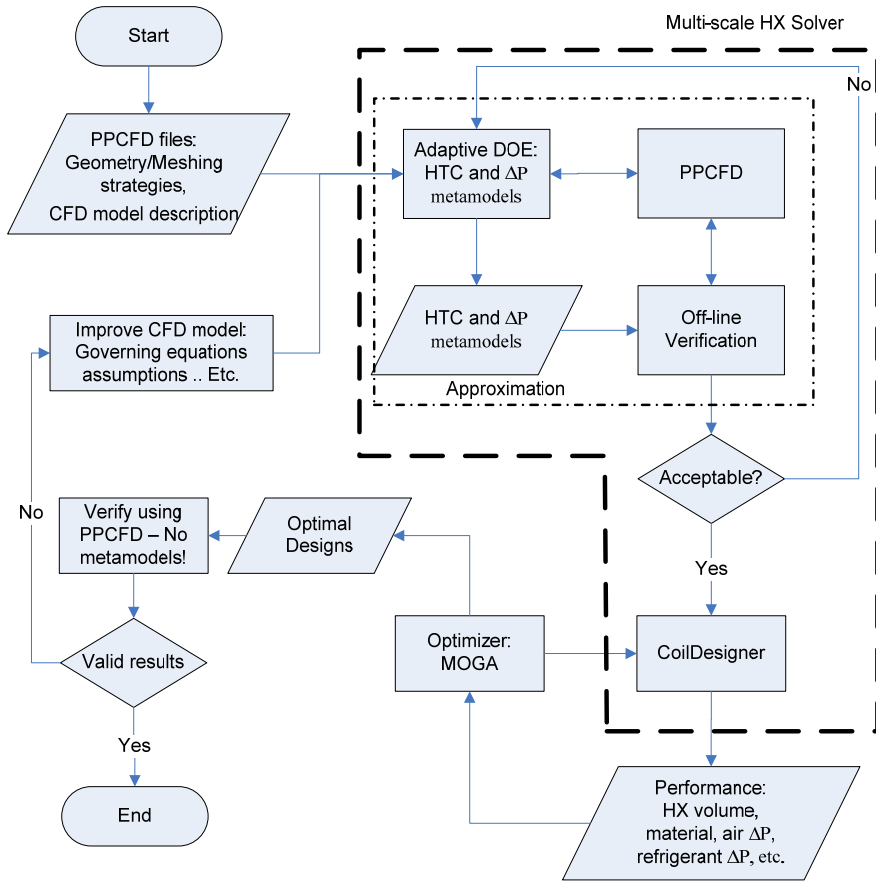 Multi-scale HX Solver
Start
No
PPCFD files:
Geometry/Meshing
strategies,
CFD model description
Adaptive DOE:
HTC and ΔP
metamodels
PPCFD
HTC and ΔP
metamodels
Off-line
Verification
Approximation
Improve CFD model:
Governing equations
assumptions .. Etc.
Acceptable?
No
Verify using
PPCFD – No
metamodels!
Optimal
Designs
Yes
Optimizer:
MOGA
CoilDesigner
Valid results
Yes
End
Performance:
HX volume,
material, air ΔP,
refrigerant ΔP, etc.